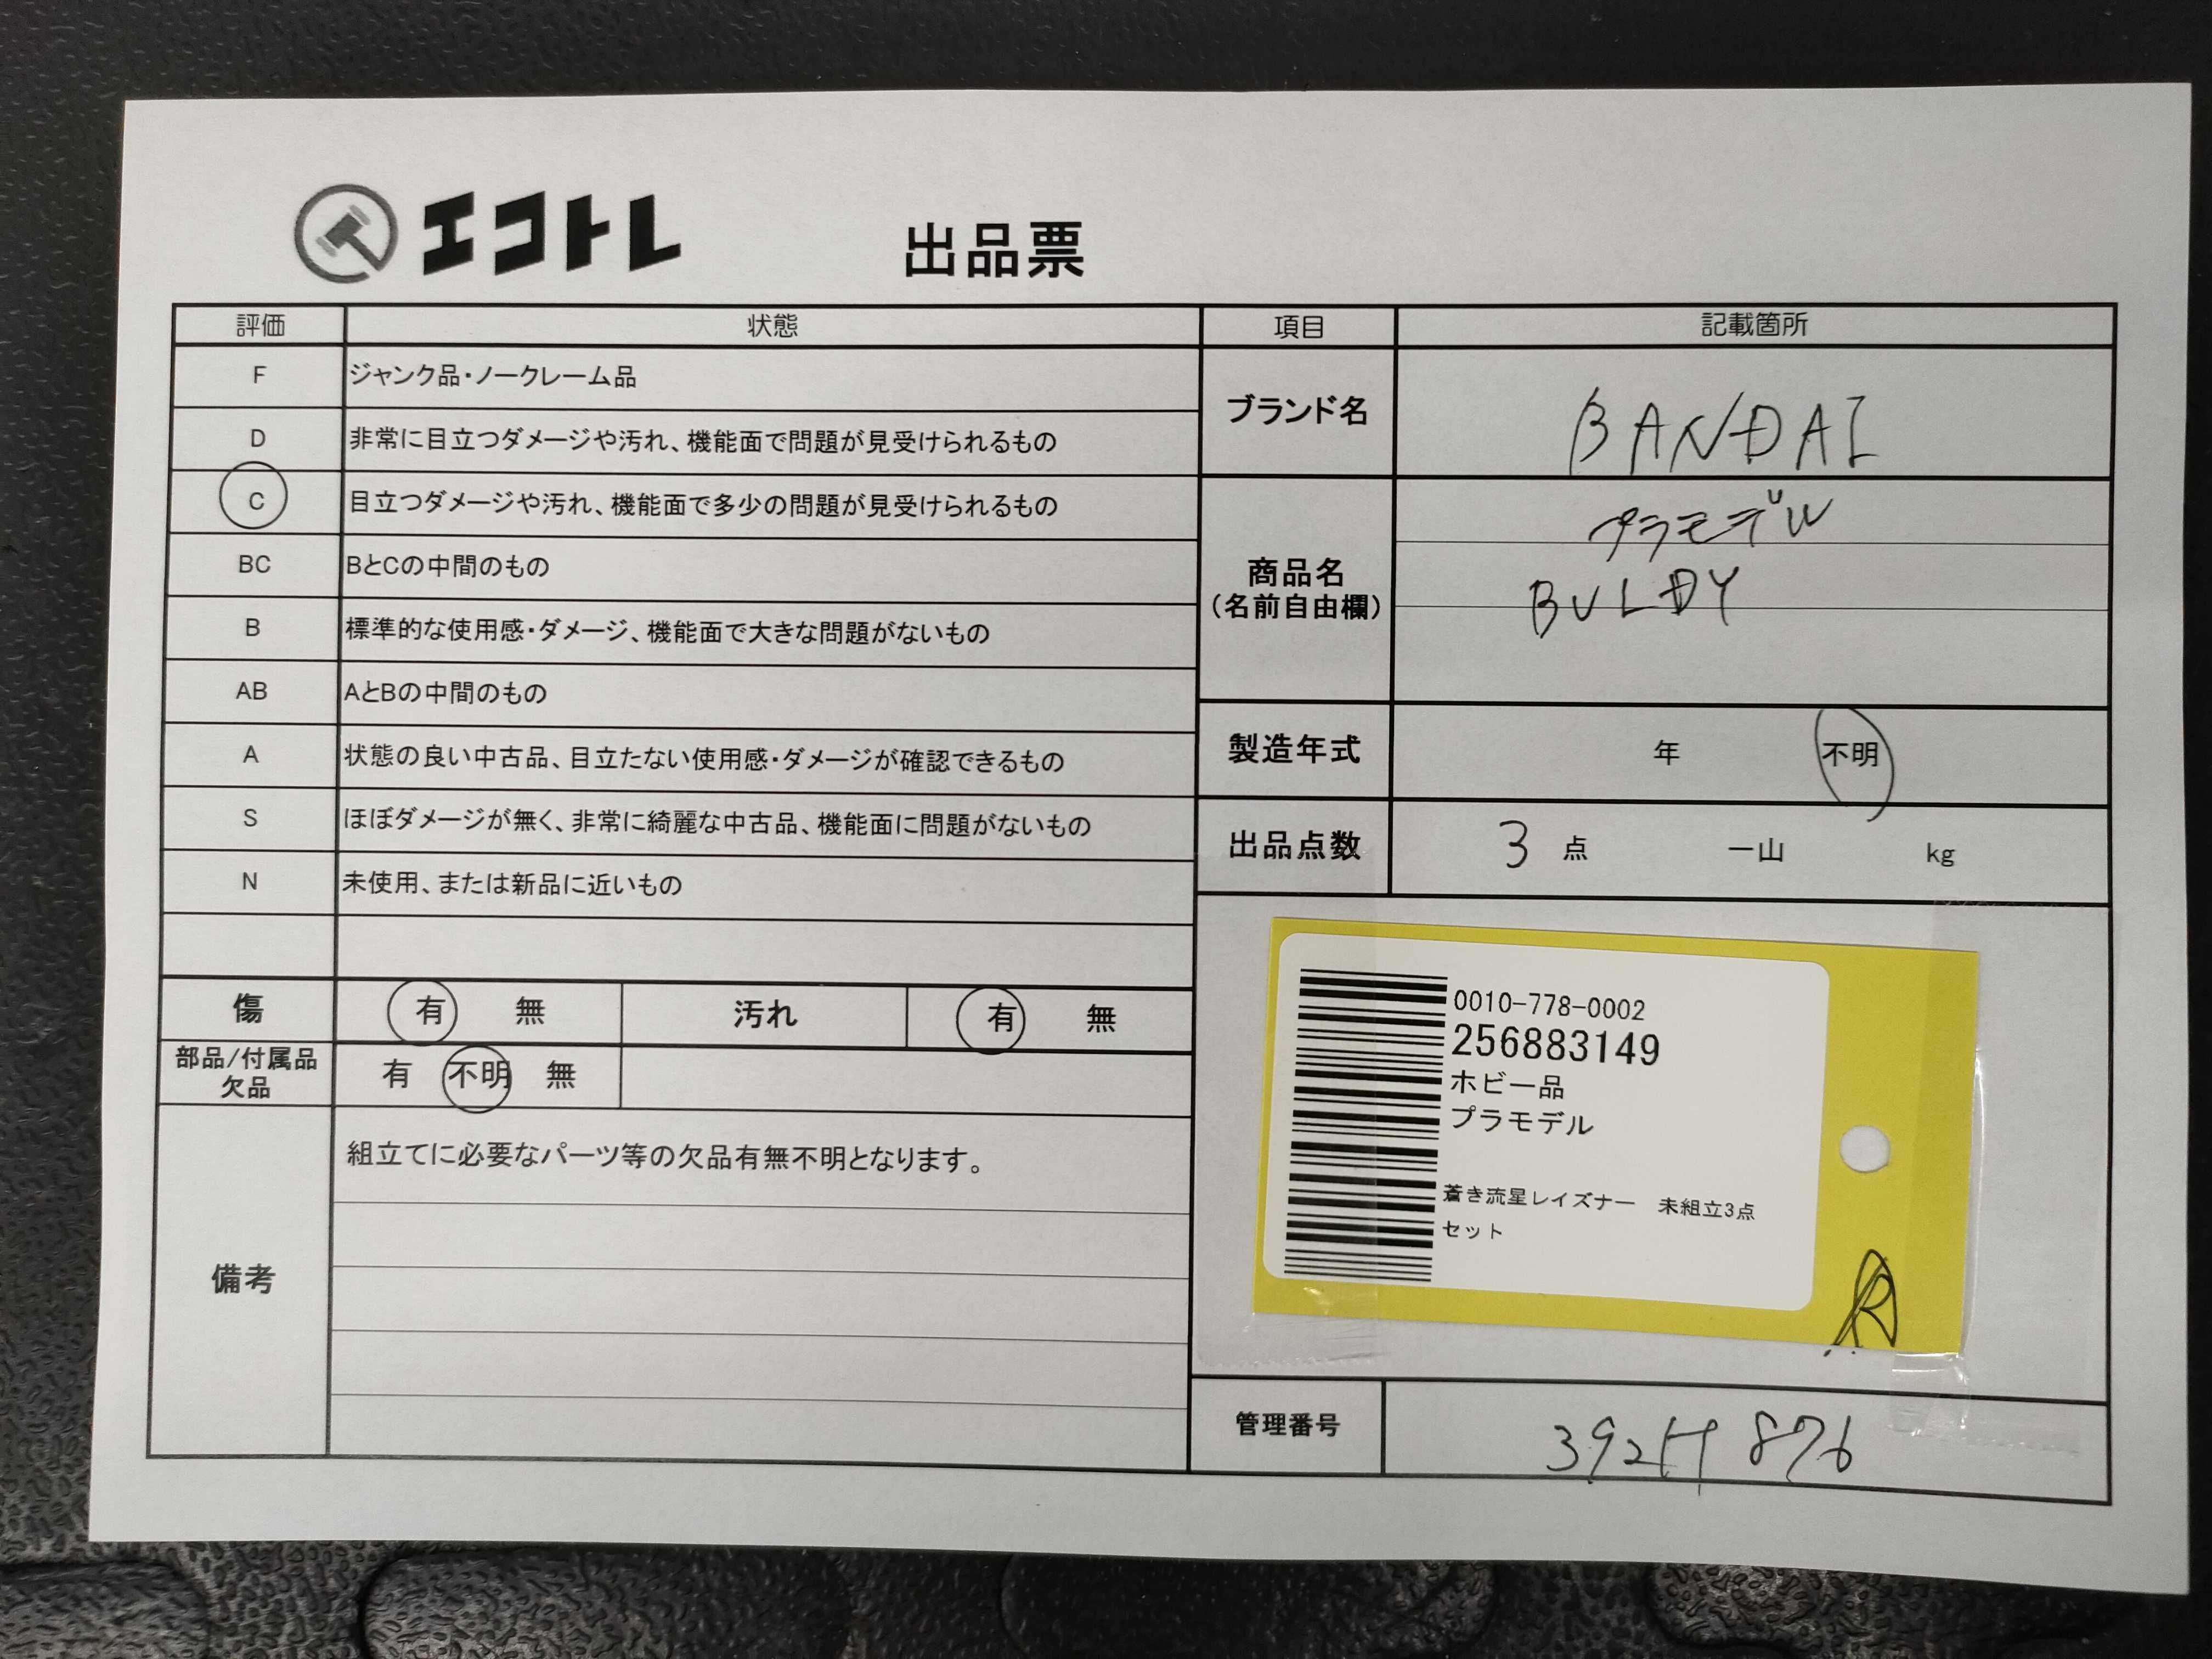 エコトレ
出品票
評価 状態
F ジャンク品・ノークレーム品
D 非常に目立つダメージや汚れ、機能面で問題が見受けられるもの
C 目立つダメージや汚れ、機能面で多少の問題が見受けられるもの
BC BとCの中間のもの
B 標準的な使用感・ダメージ、機能面で大きな問題がないもの
AB AとBの中間のもの
A 状態の良い中古品、目立たない使用感・ダメージが確認できるもの
S ほぼダメージが無く、非常に綺麗な中古品、機能面に問題がないもの
N 未使用、または新品に近いもの
傷 有 無 汚れ 有 無
部品/付属品
欠品
有 不明 無
備考
組立てに必要なパーツ等の欠品有無不明となります。
項目 記載箇所
ブランド名 BANDAI
商品名
(名前自由欄)
プラモデル
BULDY
製造年式 年 不明
出品点数 3 点 一山 kg
0010-778-0002
256883149
ホビー品
プラモデル
蒼き流星レイズナー 未組立3点
セット
管理番号 392H876